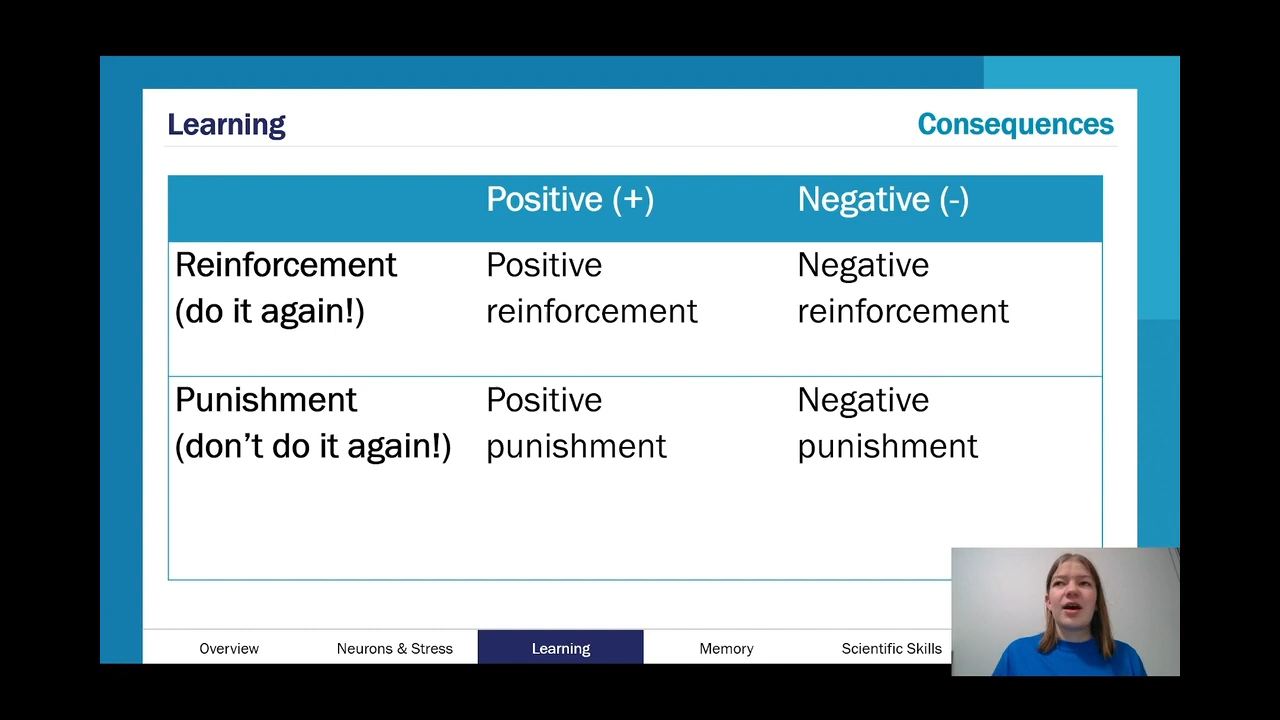 Learning
Consequences
Positive (+)
Negative (-)
Reinforcement
(do it again!)
Positive
reinforcement
Negative
reinforcement
Punishment
(don’t do it again!)
Positive
punishment
Negative
punishment
Overview
Neurons & Stress
Learning
Memory
Scientific Skills